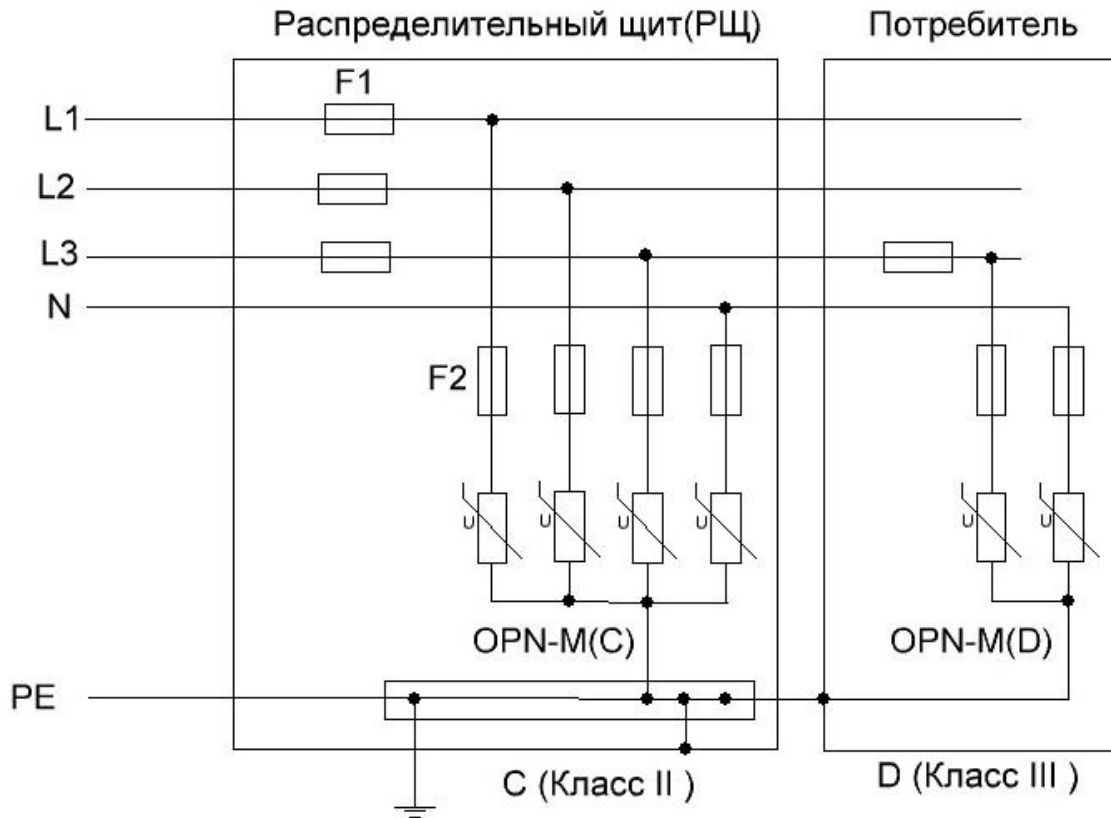 Распределительный щит(РЩ)
Потребитель
F1
L1
L2
L3
N
F2
U U U U U U
OPN-M(C)
OPN-M(D)
PE
C (Класс II )
D (Класс III )